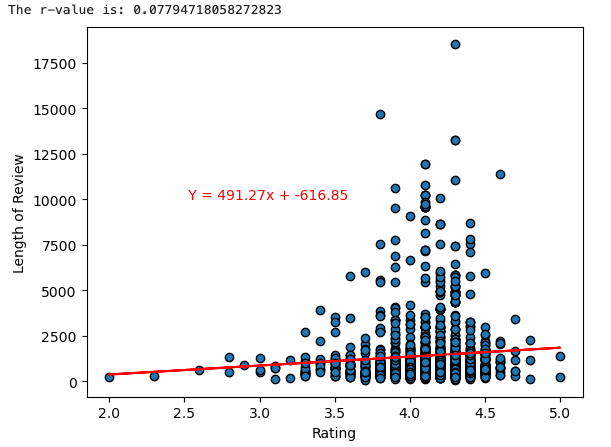 The r-value is: 0.07794718058272823
17500
15000
12500
10000
7500
5000
2500
0
Length of Review
Y = 491.27x + -616.85
2.0 2.5 3.0 3.5 4.0 4.5 5.0
Rating